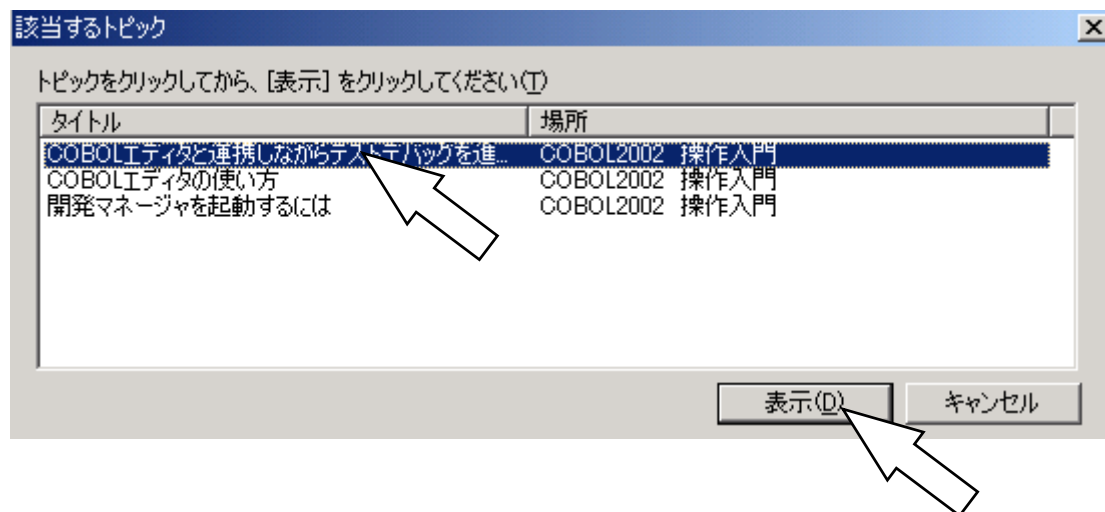 該当するトピック
トピックをクリックしてから、[表示] をクリックしてください(T)
タイトル 場所
COBOLエディタと連携しながらテストデバッグを進... COBOL2002 操作入門
COBOLエディタの使い方 COBOL2002 操作入門
開発マネージャを起動するには COBOL2002 操作入門
表示(D) キャンセル